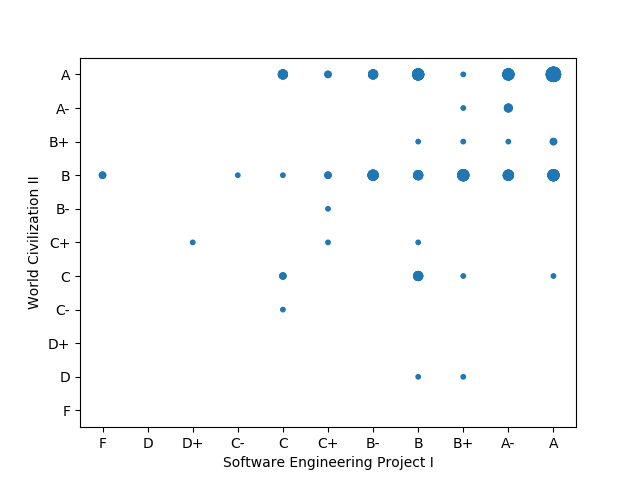 A
A-
B+
B
B-
C+
C
C-
D+
D
F
World Civilization II
F D D+ C- C C+ B- B B+ A- A
Software Engineering Project I